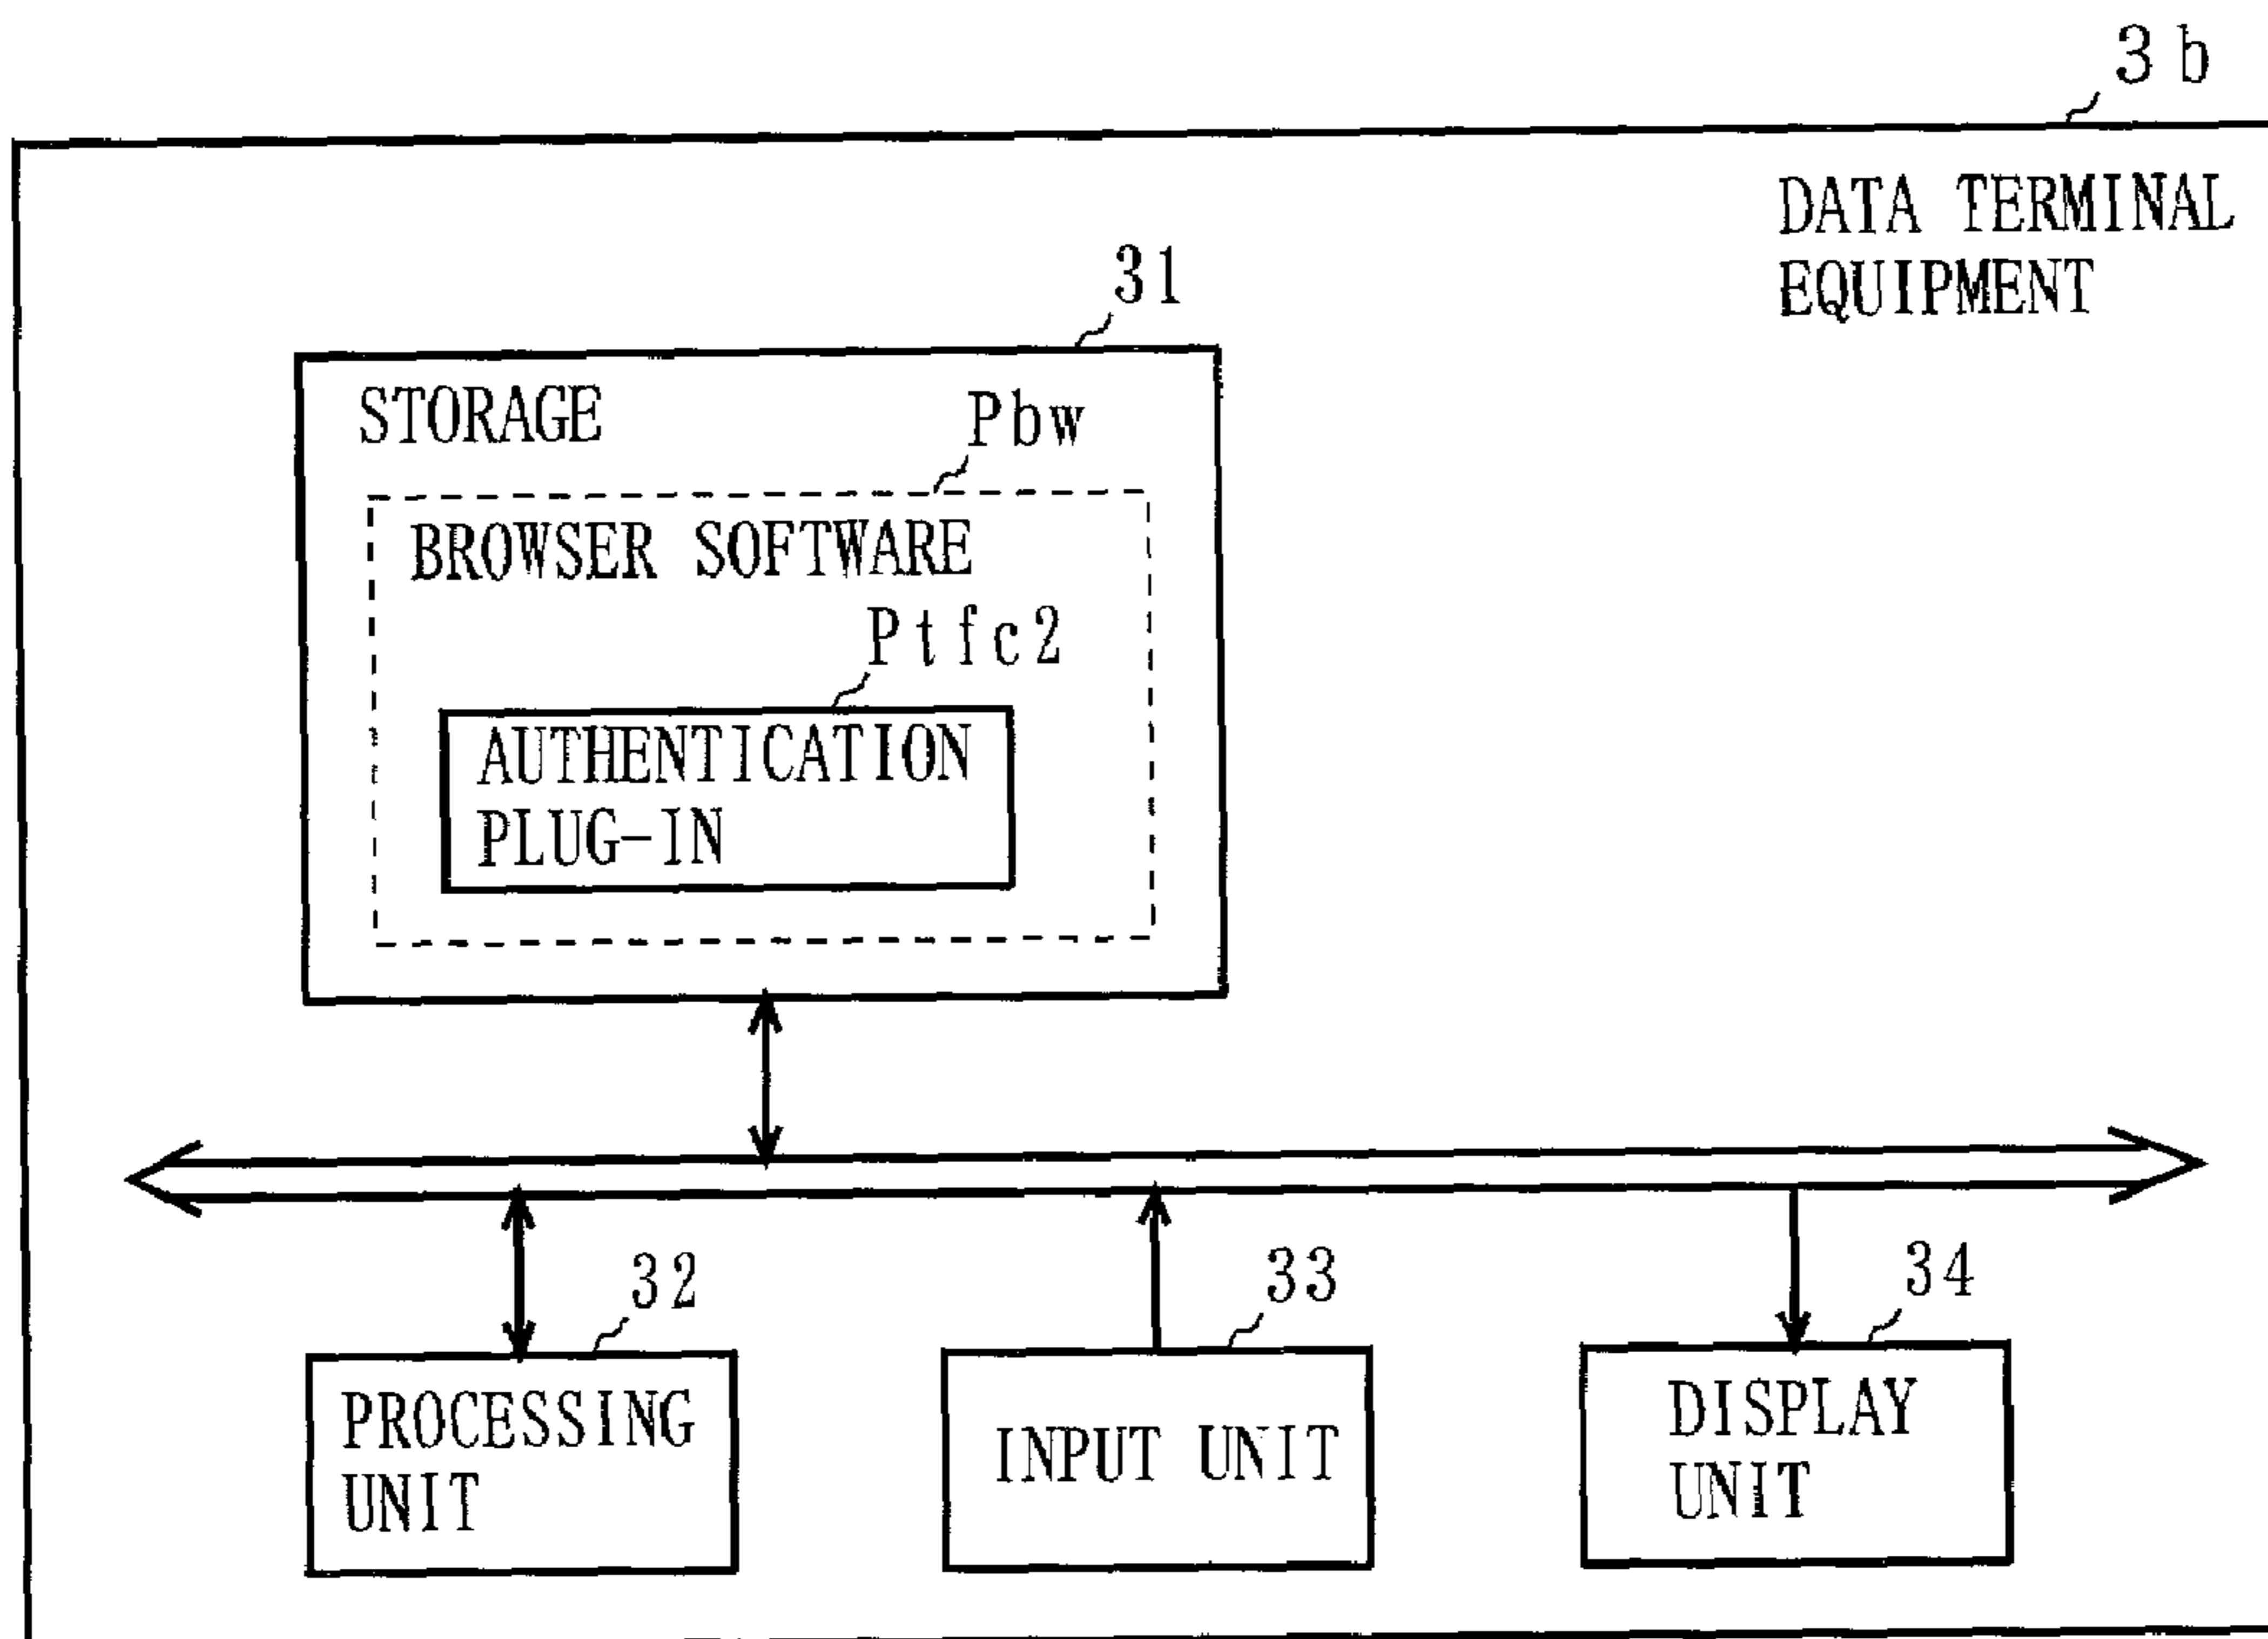 3b
DATA TERMINAL
EQUIPMENT
31
STORAGE
Pbw
BROWSER SOFTWARE
Ptfc2
AUTHENTICATION
PLUG-IN
32
33
34
PROCESSING
UNIT
INPUT UNIT
DISPLAY
UNIT